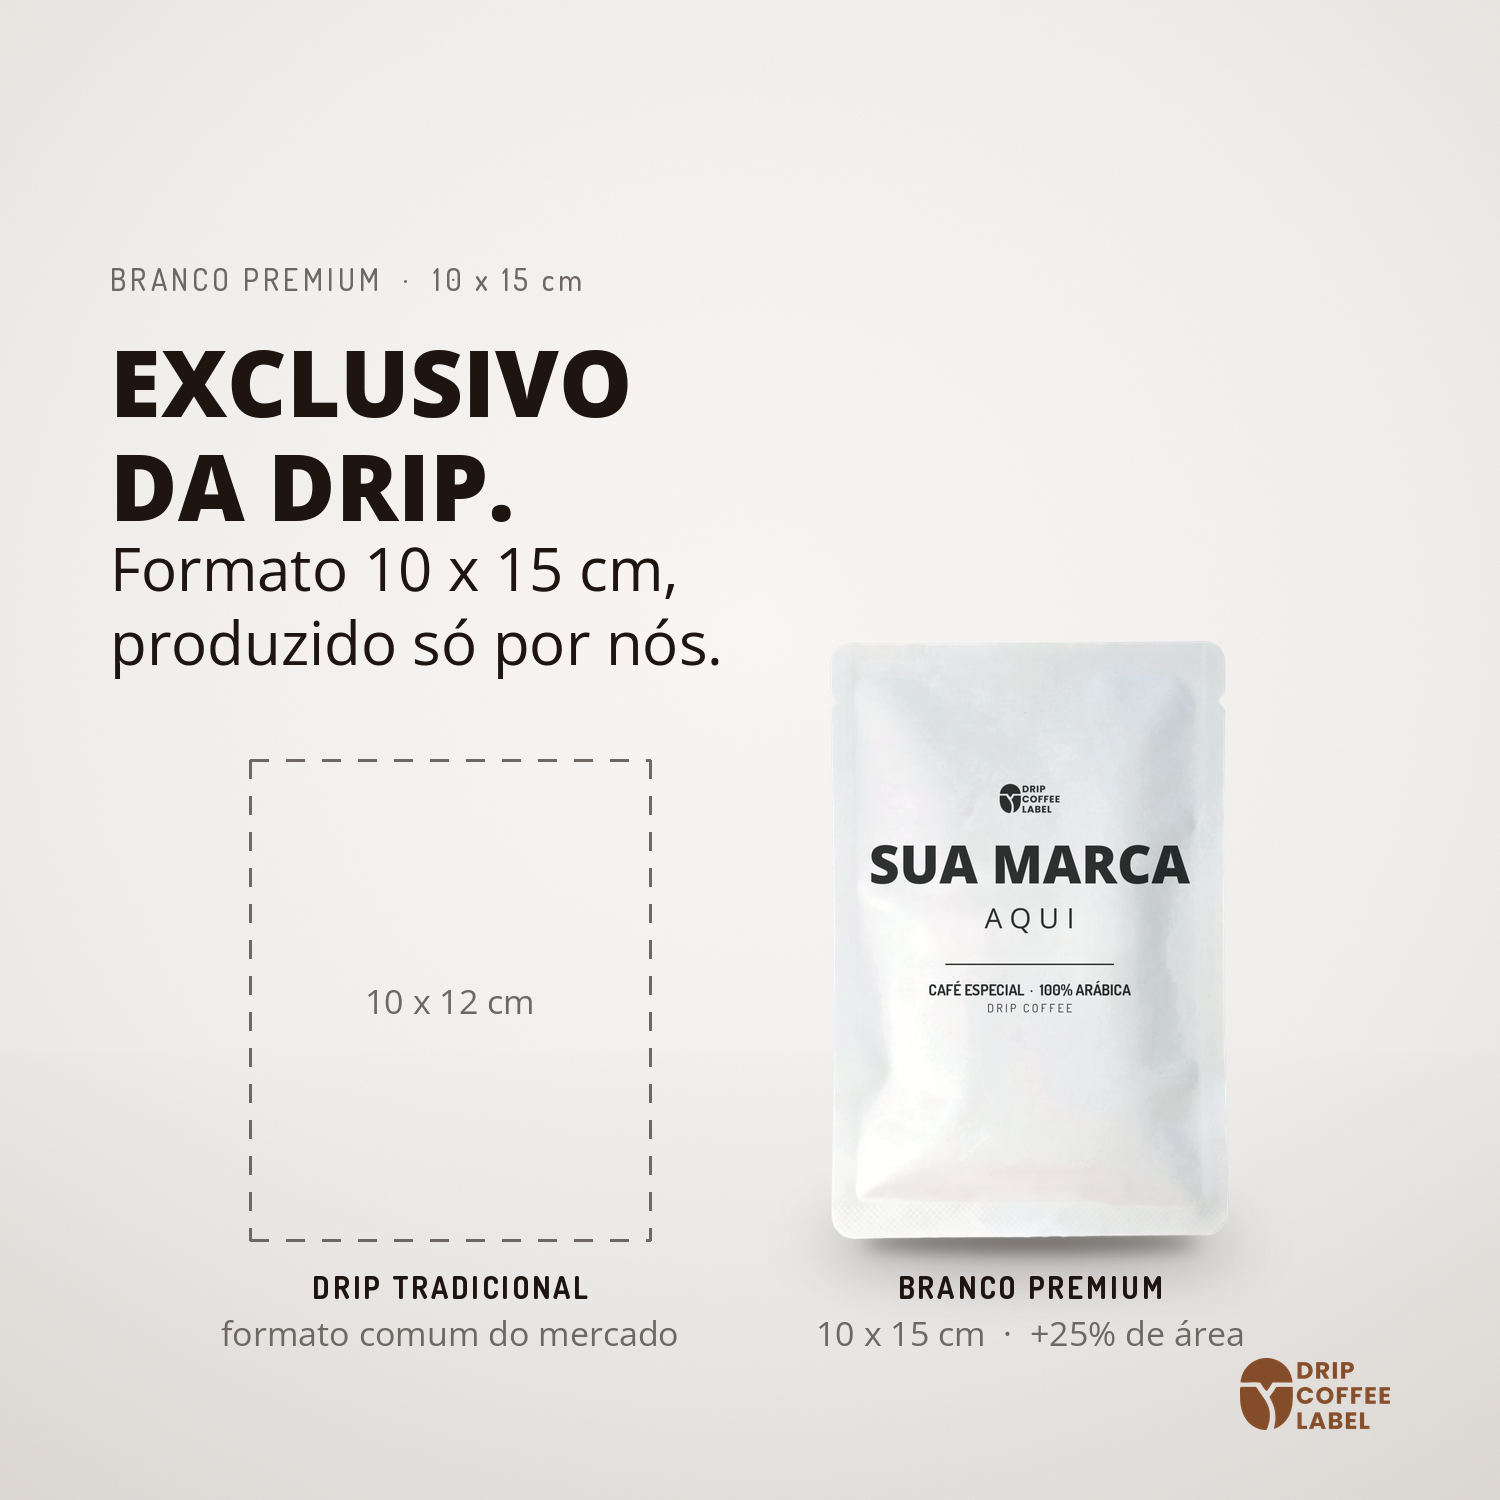 BRANCO PREMIUM · 10 x 15 cm
EXCLUSIVO
DA DRIP.
Formato 10 x 15 cm,
produzido só por nós.
DRIP
COFFEE
LABEL
SUA MARCA
AQUI
CAFÉ ESPECIAL · 100% ARÁBICA
DRIP COFFEE
10 x 12 cm
DRIP TRADICIONAL
formato comum do mercado
BRANCO PREMIUM
10 x 15 cm · +25% de área
DRIP
COFFEE
LABEL